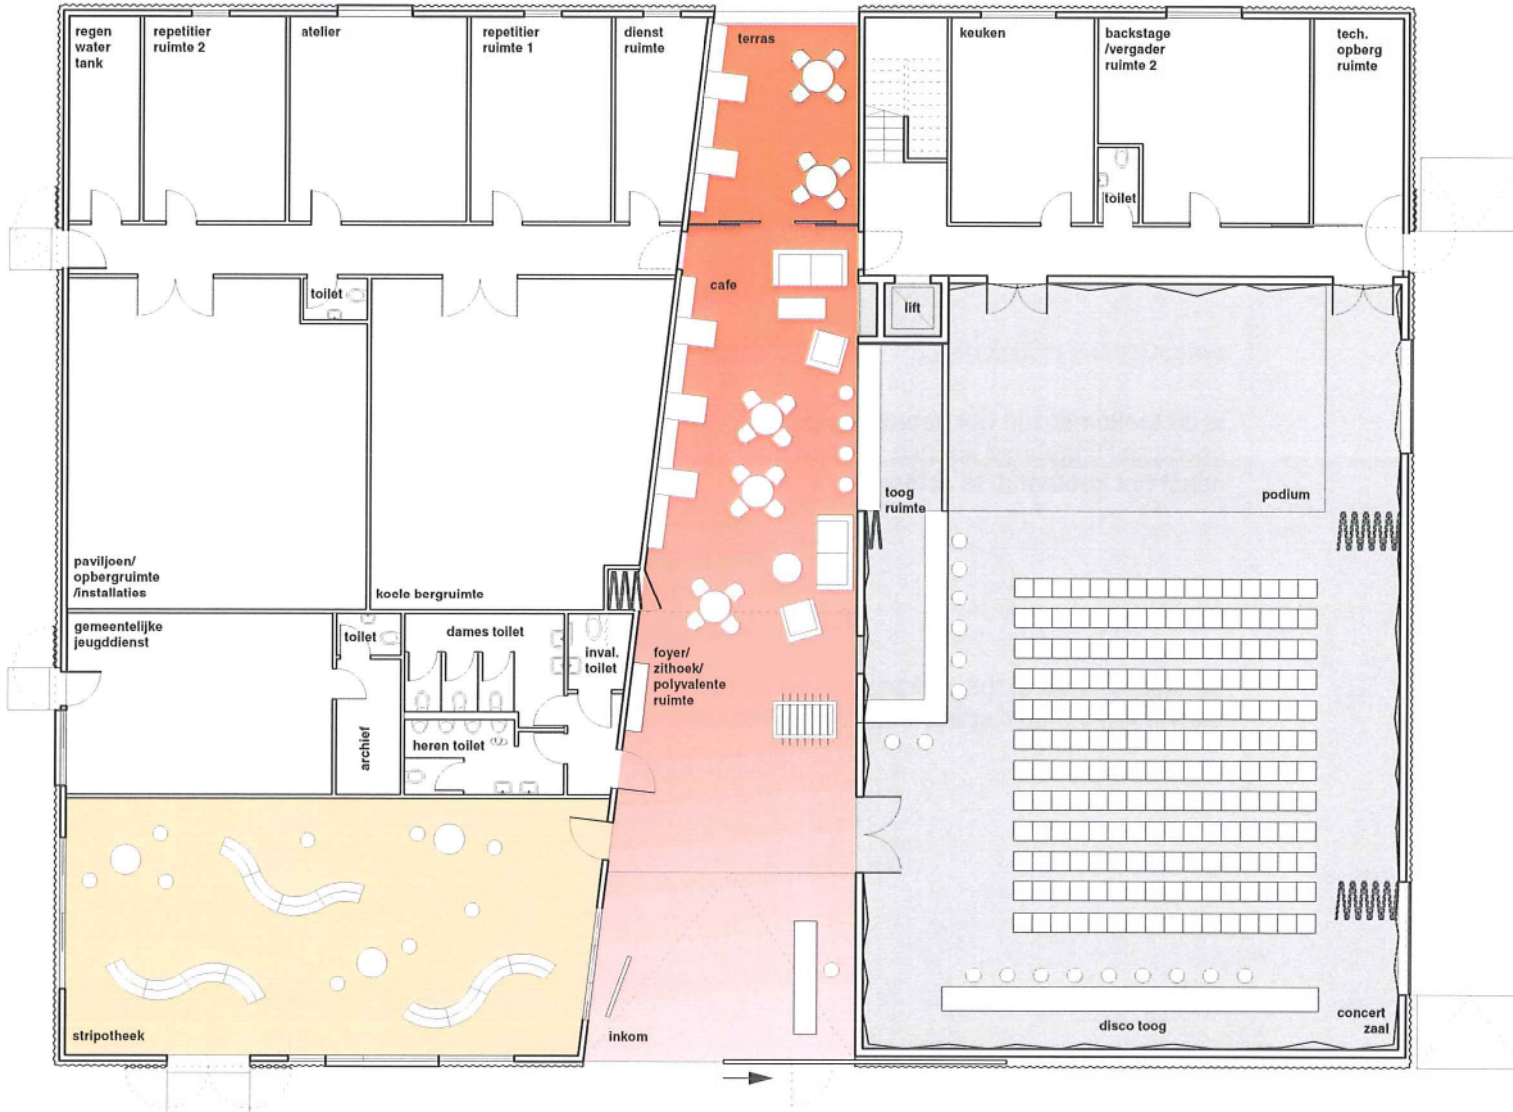 regen
water
tank
repetitier
ruimte 2
atelier
repetitier
ruimte 1
dienst
ruimte
terras
keuken
backstage
/vergader
ruimte 2
tech.
opberg
ruimte
toilet
cafe
toilet
lift
toog
ruimte
podium
paviljoen/
opbergruimte
/installaties
koele bergruimte
gemeentelijke
jeugddienst
toilet
dames toilet
inval.
toilet
foyer/
zithoek/
polyvalente
ruimte
archief
heren toilet
stripotheek
inkom
disco toog
concert
zaal